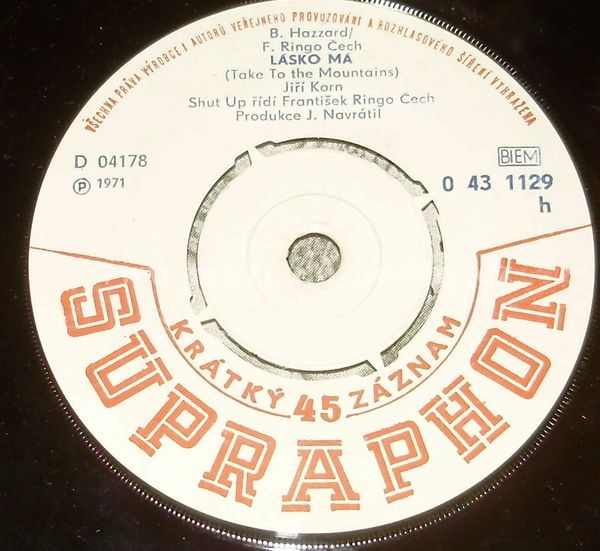 VŠECHNA PRÁVA VÝROBCE I AUTORŮ VEŘEJNÉHO PROVOZOVÁNÍ A ROZHLASOVÉHO ŠÍŘENÍ VYHRAZENA
B. Hazzard/
F. Ringo Čech
LÁSKO MÁ
(Take To the Mountains)
Jiří Korn
Shut Up řídí František Ringo Čech
Produkce J. Navrátil
D 04178
Ⓟ 1971
BIEM
0 43 1129
h
KRÁTKÝ 45 ZÁZNAM
SUPRAPHON